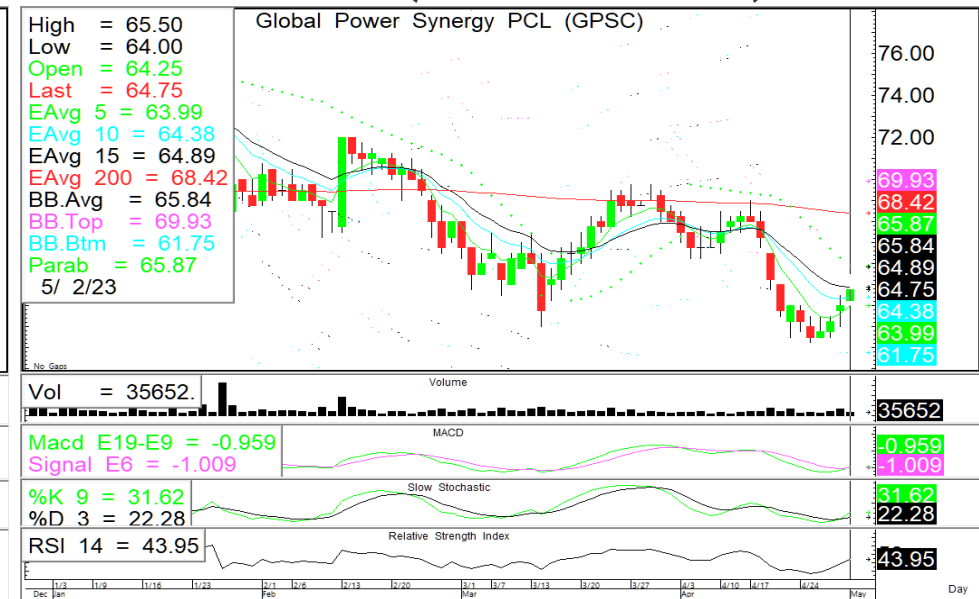 Global Power Synergy PCL (GPSC)
High = 65.50
Low = 64.00
Open = 64.25
Last = 64.75
EAvg 5 = 63.99
EAvg 10 = 64.38
EAvg 15 = 64.89
EAvg 200 = 68.42
BB.Avg = 65.84
BB.Top = 69.93
BB.Btm = 61.75
Parab = 65.87
5/ 2/23
76.00
74.00
72.00
69.93
68.42
65.87
65.84
64.89
64.75
64.38
63.99
61.75
No Gaps
Volume
Vol = 35652.
35652
MACD
Macd E19-E9 = -0.959
Signal E6 = -1.009
-0.959
-1.009
Slow Stochastic
%K 9 = 31.62
%D 3 = 22.28
31.62
22.28
Relative Strength Index
RSI 14 = 43.95
43.95
1/3 1/9 1/16 1/23 2/1 2/6 2/13 2/20 3/1 3/7 3/13 3/20 3/27 4/3 4/10 4/17 4/24
Dec Jan Feb Mar Apr May Day